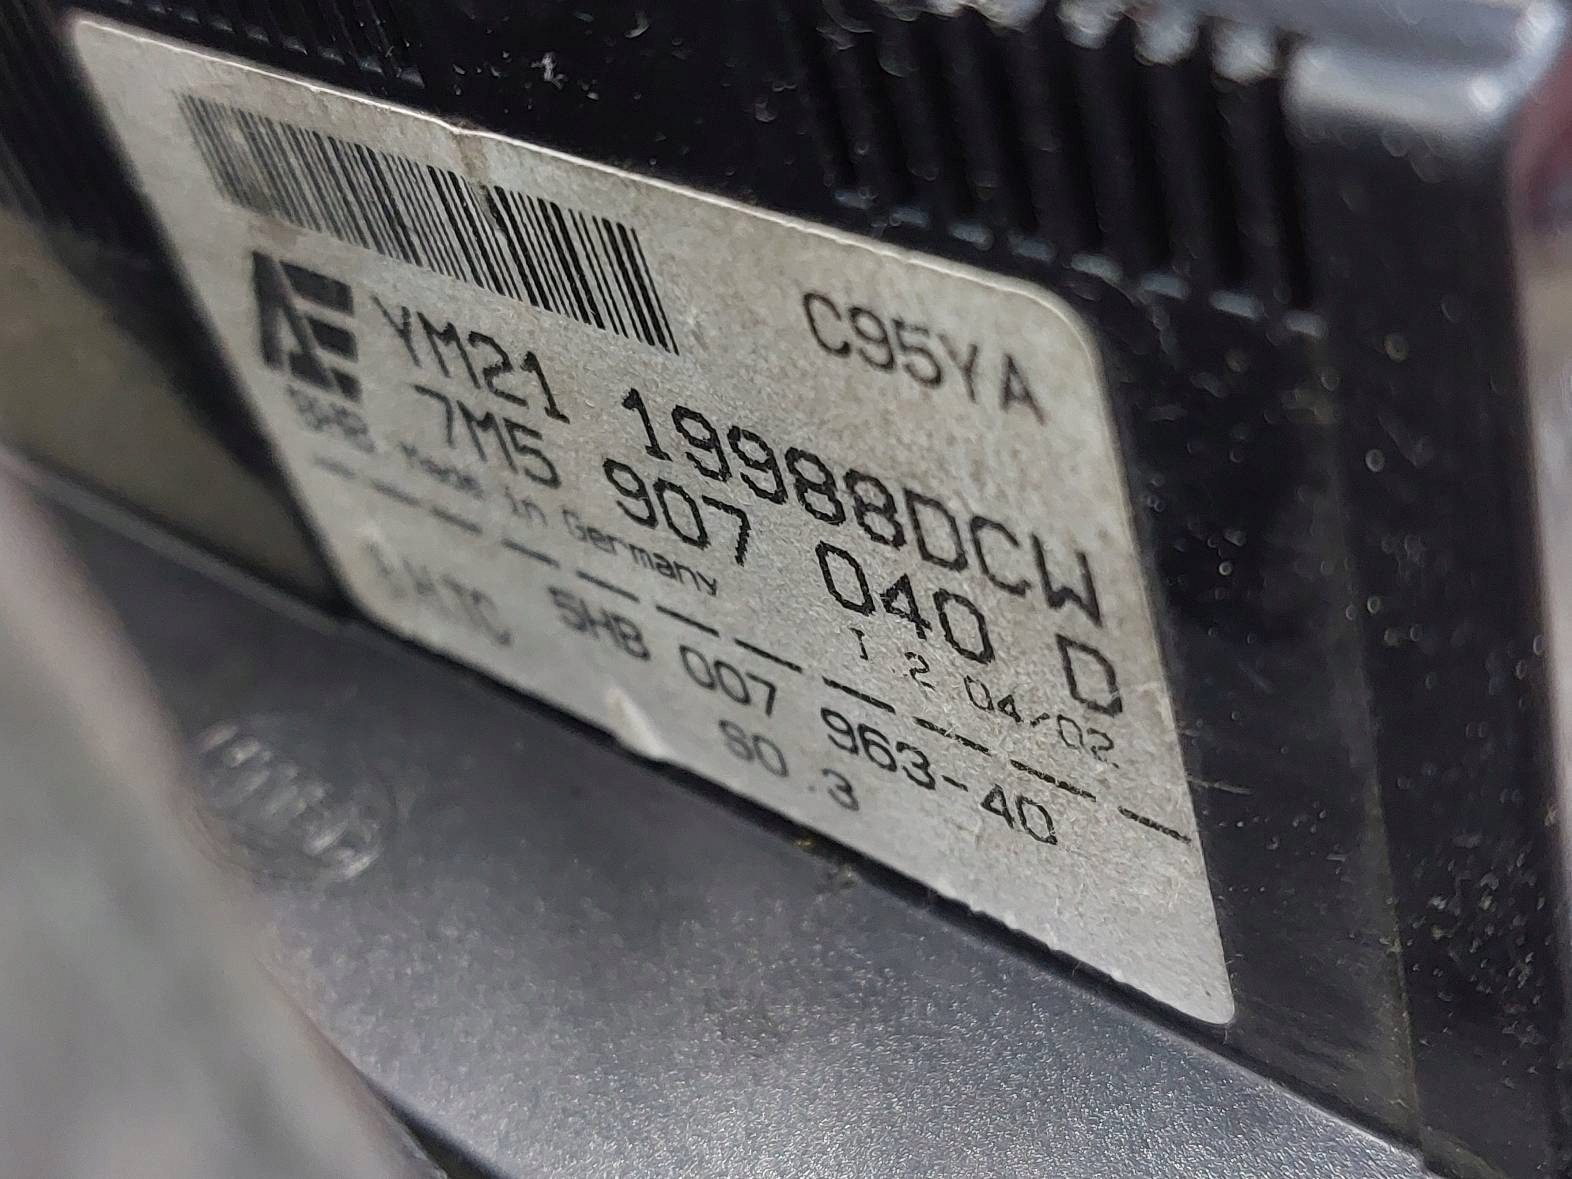 C95YA
YM21 19988DCW
7M5 907 040 D
SHB Made in Germany
1 2 04/02
5HB 007 963-40
80.3